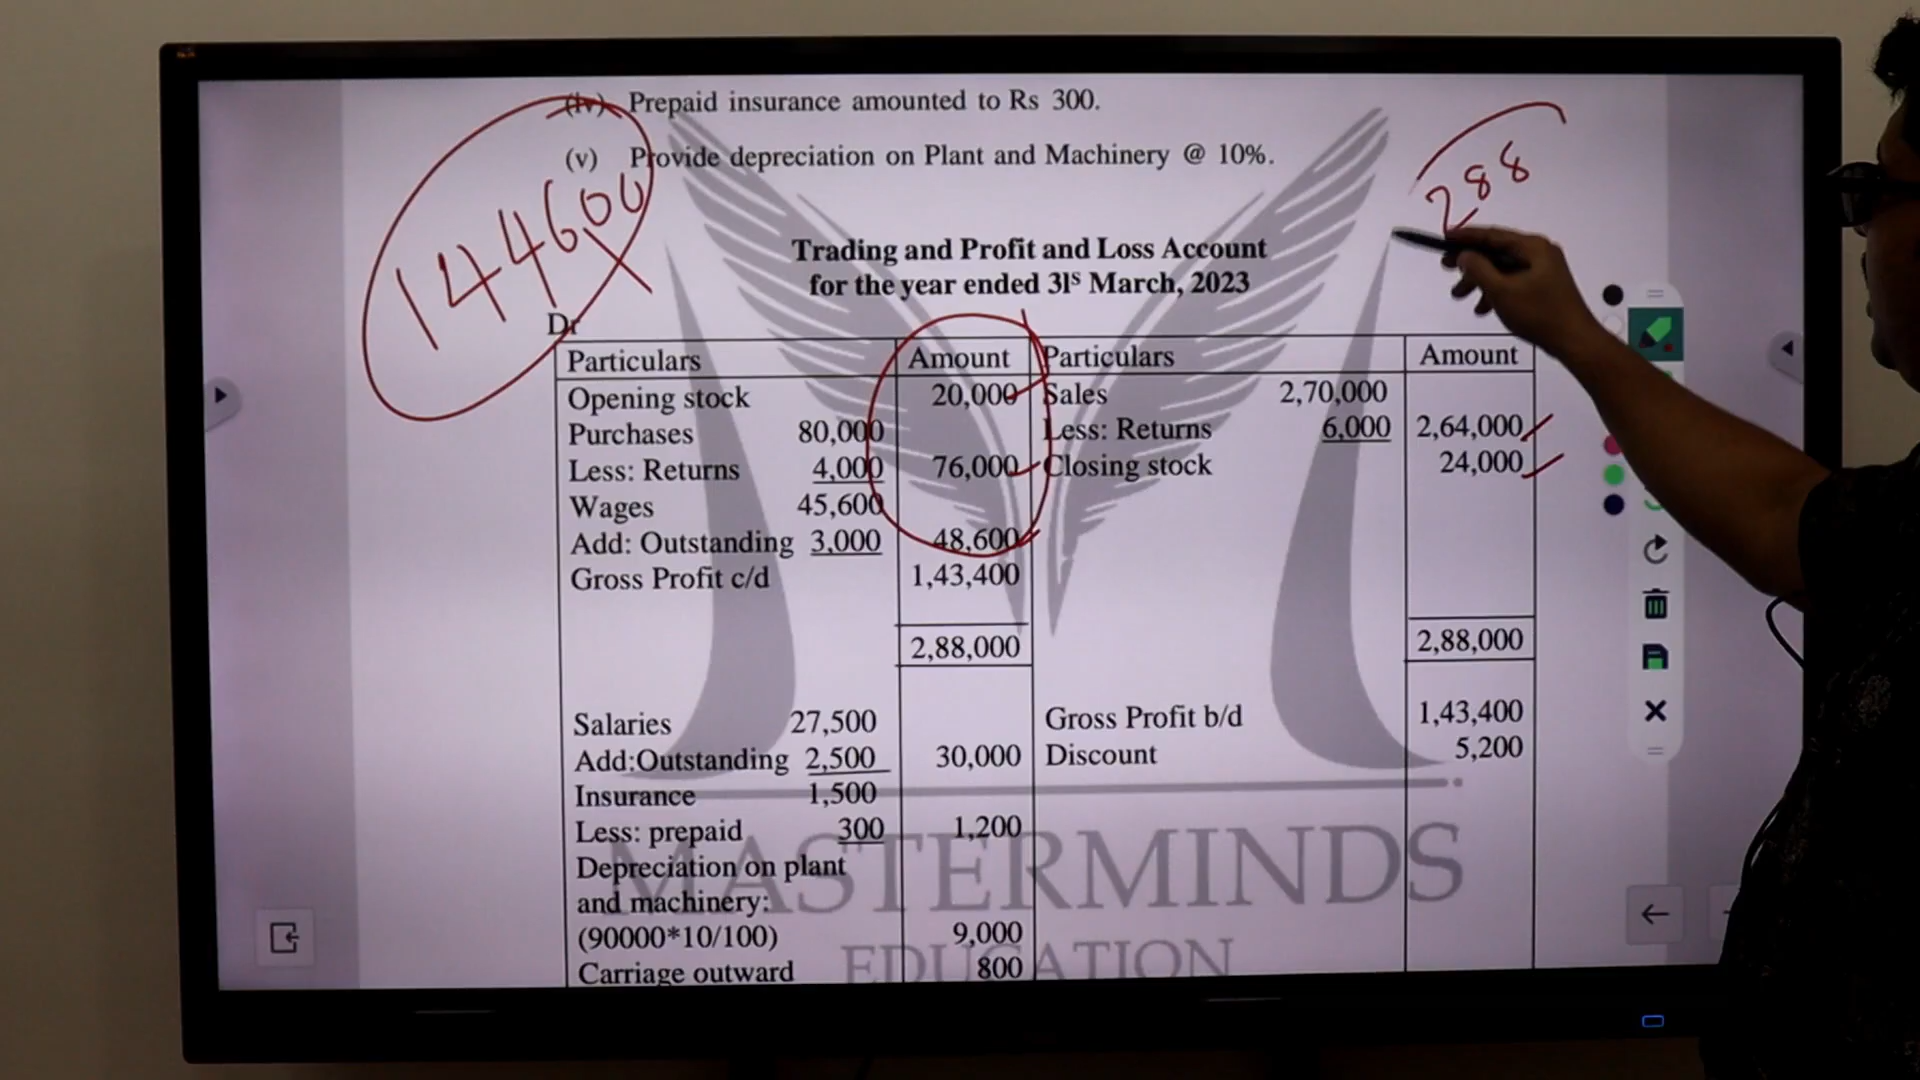 (iv) Prepaid insurance amounted to Rs 300.
(v) Provide depreciation on Plant and Machinery @ 10%.
144600
288
Trading and Profit and Loss Account
for the year ended 3lS March, 2023
Dr
Particulars Amount Particulars Amount
Opening stock 20,000 Sales 2,70,000
Purchases 80,000 Less: Returns 6,000 2,64,000
Less: Returns 4,000 76,000 Closing stock 24,000
Wages 45,600
Add: Outstanding 3,000 48,600
Gross Profit c/d 1,43,400
2,88,000 2,88,000
Salaries 27,500 Gross Profit b/d 1,43,400
Add:Outstanding 2,500 30,000 Discount 5,200
Insurance 1,500
Less: prepaid 300 1,200
Depreciation on plant
and machinery:
(90000*10/100) 9,000
Carriage outward 800
MASTERMINDS
EDUCATION